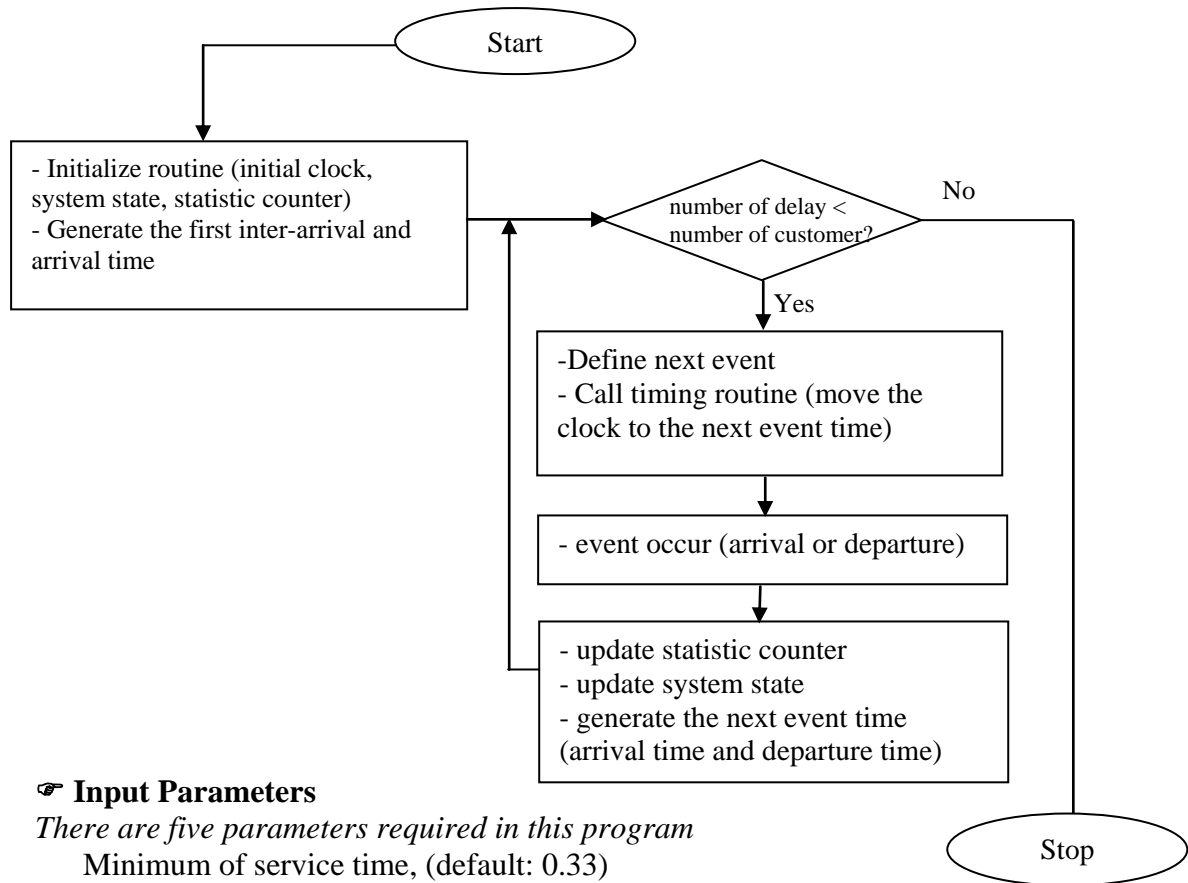 Start
- Initialize routine (initial clock,
system state, statistic counter)
- Generate the first inter-arrival and
arrival time
number of delay <
number of customer?
No
Yes
-Define next event
- Call timing routine (move the
clock to the next event time)
- event occur (arrival or departure)
- update statistic counter
- update system state
- generate the next event time
(arrival time and departure time)
☞ Input Parameters
There are five parameters required in this program
Minimum of service time, (default: 0.33)
Stop